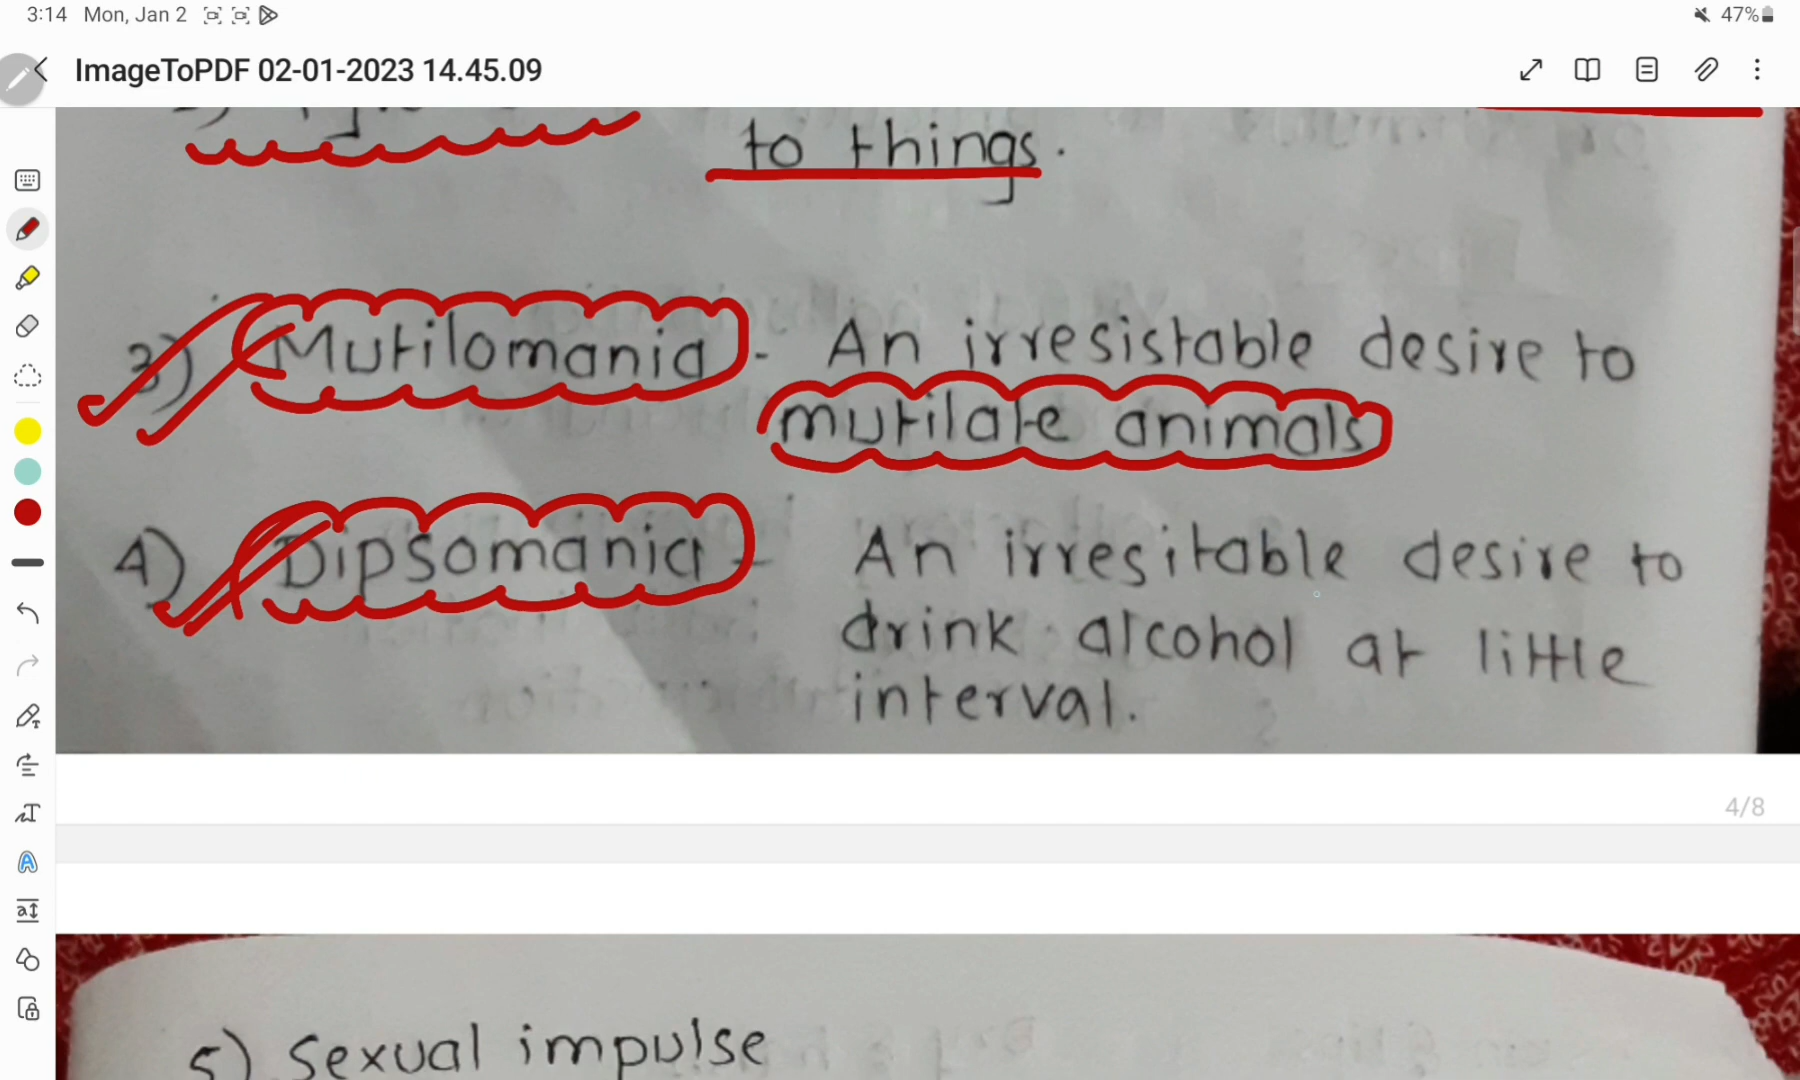 3:14 Mon, Jan 2
47%
ImageToPDF 02-01-2023 14.45.09
to things.
3) Mutilomania - An irresistable desire to
mutilate animals
4) Dipsomania - An irresitable desire to
drink alcohol at little
interval.
4/8
5) Sexual impulse